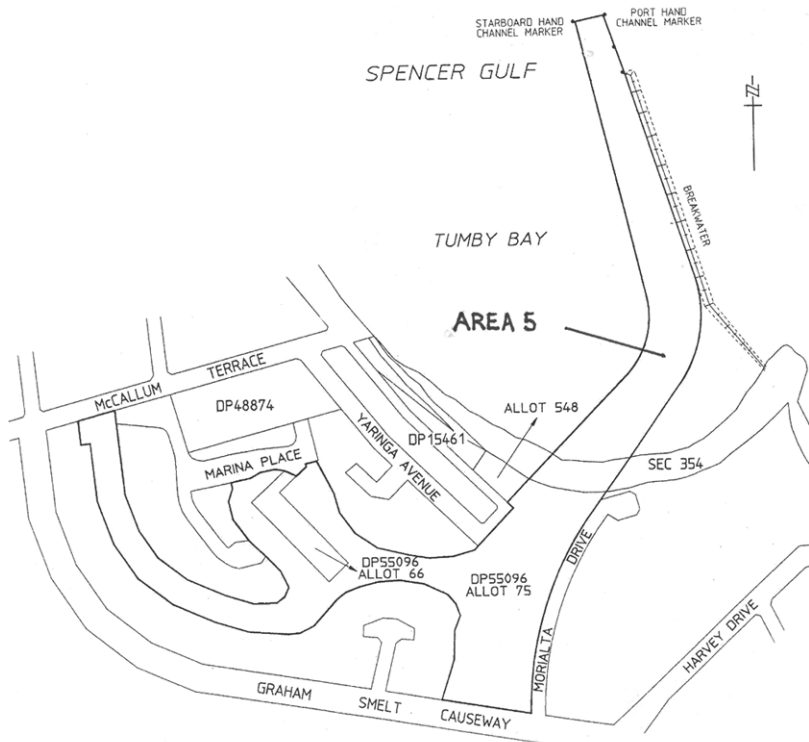 STARBOARD HAND
CHANNEL MARKER
PORT HAND
CHANNEL MARKER
SPENCER GULF
N
BREAKWATER
TUMBY BAY
AREA 5
McCALLUM TERRACE
DP48874
ALLOT 548
DP15461
YARINGA AVENUE
MARINA PLACE
SEC 354
DP55096
ALLOT 66
DP55096
ALLOT 75
MORIALTA DRIVE
HARVEY DRIVE
GRAHAM SMELT CAUSEWAY